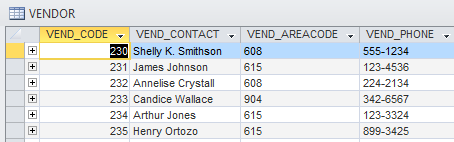 VENDOR
VEND_CODE VEND_CONTACT VEND_AREACODE VEND_PHONE
230 Shelly K. Smithson 608 555-1234
231 James Johnson 615 123-4536
232 Annelise Crystall 608 224-2134
233 Candice Wallace 904 342-6567
234 Arthur Jones 615 123-3324
235 Henry Ortozo 615 899-3425